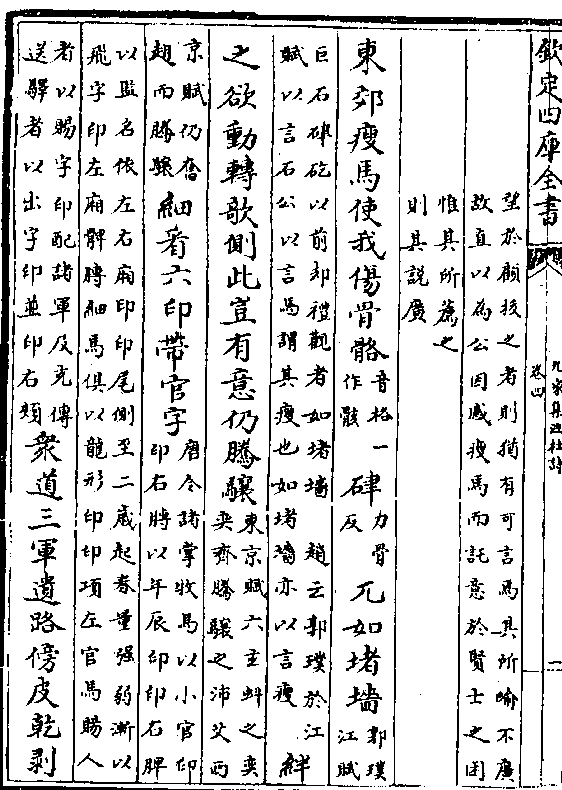 欽定四庫全書
九家集注杜詩
卷四
一
望於顧後之者則猶有可言焉其所喻不廣
故直以為公因感瘦馬而託意於賢士之困
惟其所薦之
則其說廣
東郊瘦馬使我傷骨骼音格一作骸硉力骨反兀如堵墻郭璞江賦
巨石硉矹以前却禮觀者如堵墻趙云郭璞於江
賦以言石公以言馬謂其瘦也如堵墻亦以言瘦絆
之欲動轉欹側此豈有意仍騰驤東京賦六玄虯之奕奕齊騰驤之沛艾西
京賦仍奮趐而騰驤細看六印帶官字唐令諸掌牧馬以小官印印右膊以年辰印印右髀
以監名依左右廂印印尾側至二歲起脊量强弱漸以
飛字印左廂髀膊細馬俱以龍形印印項左官馬賜人
者以賜字印配諸軍及充傳送驛者以出字印並印右頰衆道三軍遺路傍皮乾剥